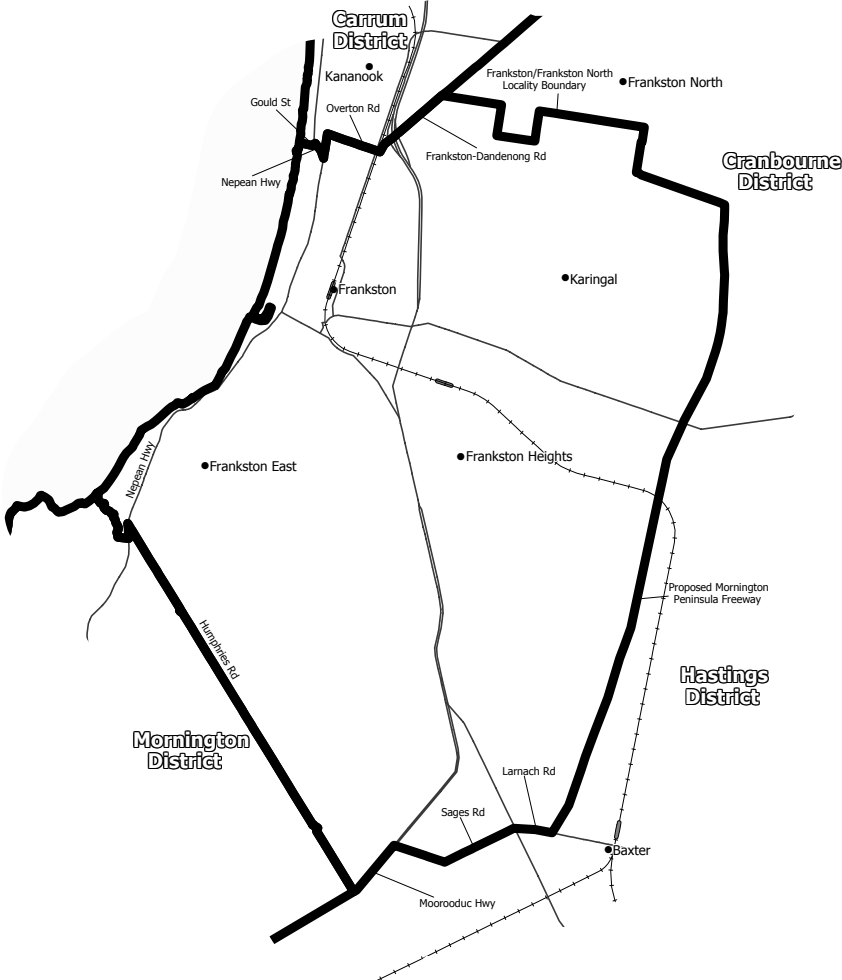 Carrum
District
Kananook
Frankston/Frankston North
Locality Boundary
Frankston North
Gould St
Overton Rd
Frankston-Dandenong Rd
Cranbourne
District
Nepean Hwy
Karingal
Frankston
Nepean Hwy
Frankston East
Frankston Heights
Proposed Mornington
Peninsula Freeway
Humphries Rd
Hastings
District
Mornington
District
Larnach Rd
Sages Rd
Baxter
Moorooduc Hwy